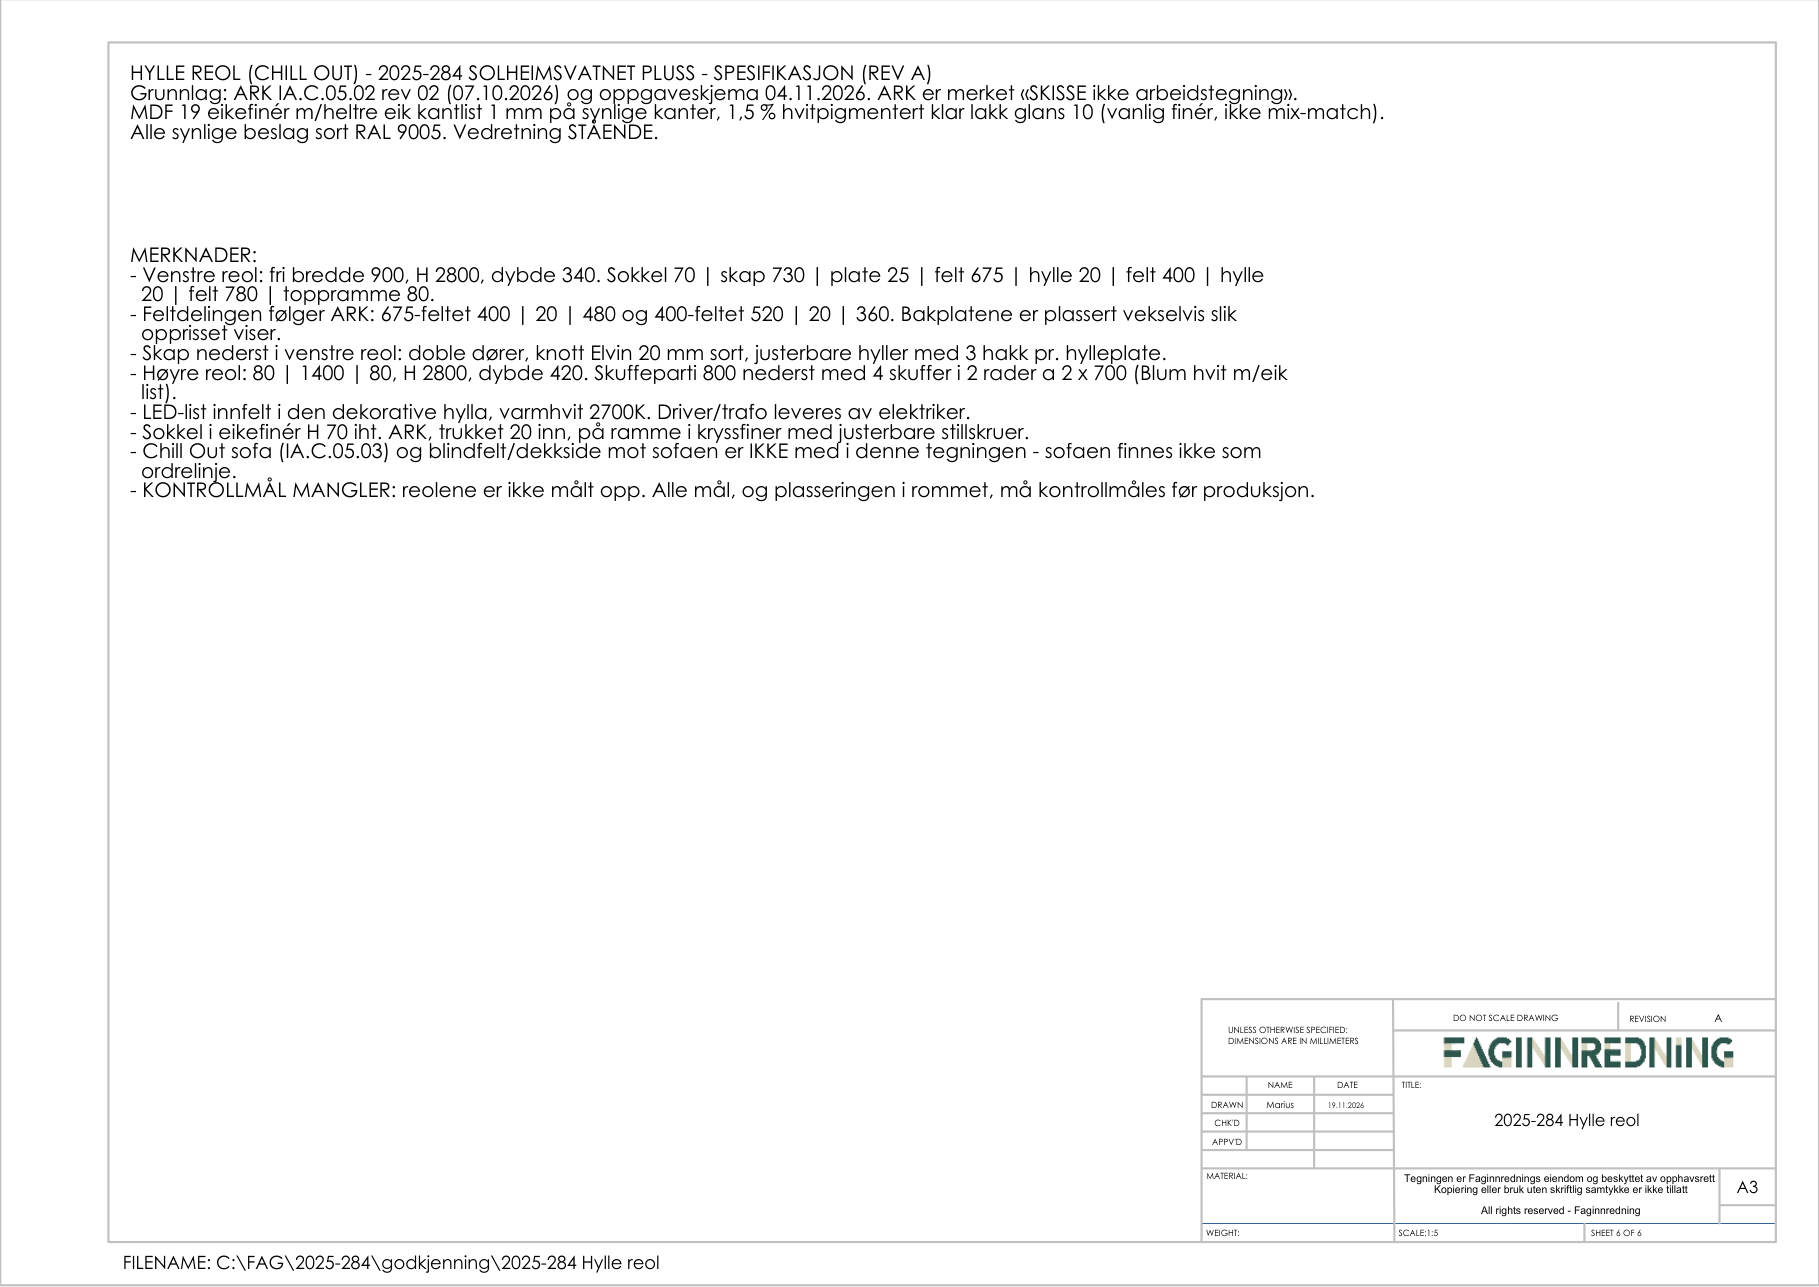 HYLLE REOL (CHILL OUT) - 2025-284 SOLHEIMSVATNET PLUSS - SPESIFIKASJON (REV A)
Grunnlag: ARK IA.C.05.02 rev 02 (07.10.2026) og oppgaveskjema 04.11.2026. ARK er merket «SKISSE ikke arbeidstegning».
MDF 19 eikefinér m/heltre eik kantlist 1 mm på synlige kanter, 1,5 % hvitpigmentert klar lakk glans 10 (vanlig finér, ikke mix-match).
Alle synlige beslag sort RAL 9005. Vedretning STÅENDE.
MERKNADER:
- Venstre reol: fri bredde 900, H 2800, dybde 340. Sokkel 70 | skap 730 | plate 25 | felt 675 | hylle 20 | felt 400 | hylle
20 | felt 780 | toppramme 80.
- Feltdelingen følger ARK: 675-feltet 400 | 20 | 480 og 400-feltet 520 | 20 | 360. Bakplatene er plassert vekselvis slik
opprisset viser.
- Skap nederst i venstre reol: doble dører, knott Elvin 20 mm sort, justerbare hyller med 3 hakk pr. hylleplate.
- Høyre reol: 80 | 1400 | 80, H 2800, dybde 420. Skuffeparti 800 nederst med 4 skuffer i 2 rader a 2 x 700 (Blum hvit m/eik
list).
- LED-list innfelt i den dekorative hylla, varmhvit 2700K. Driver/trafo leveres av elektriker.
- Sokkel i eikefinér H 70 iht. ARK, trukket 20 inn, på ramme i kryssfiner med justerbare stillskruer.
- Chill Out sofa (IA.C.05.03) og blindfelt/dekkside mot sofaen er IKKE med i denne tegningen - sofaen finnes ikke som
ordrelinje.
- KONTROLLMÅL MANGLER: reolene er ikke målt opp. Alle mål, og plasseringen i rommet, må kontrollmåles før produksjon.
UNLESS OTHERWISE SPECIFIED:
DIMENSIONS ARE IN MILLIMETERS
DO NOT SCALE DRAWING
REVISION A
FAGINNREDNING
NAME DATE
DRAWN Marius 19.11.2026
CHK'D
APPV'D
TITLE:
2025-284 Hylle reol
MATERIAL:
Tegningen er Faginnrednings eiendom og beskyttet av opphavsrett
Kopiering eller bruk uten skriftlig samtykke er ikke tillatt
All rights reserved - Faginnredning
A3
WEIGHT:
SCALE:1:5
SHEET 6 OF 6
FILENAME: C:\FAG\2025-284\godkjenning\2025-284 Hylle reol